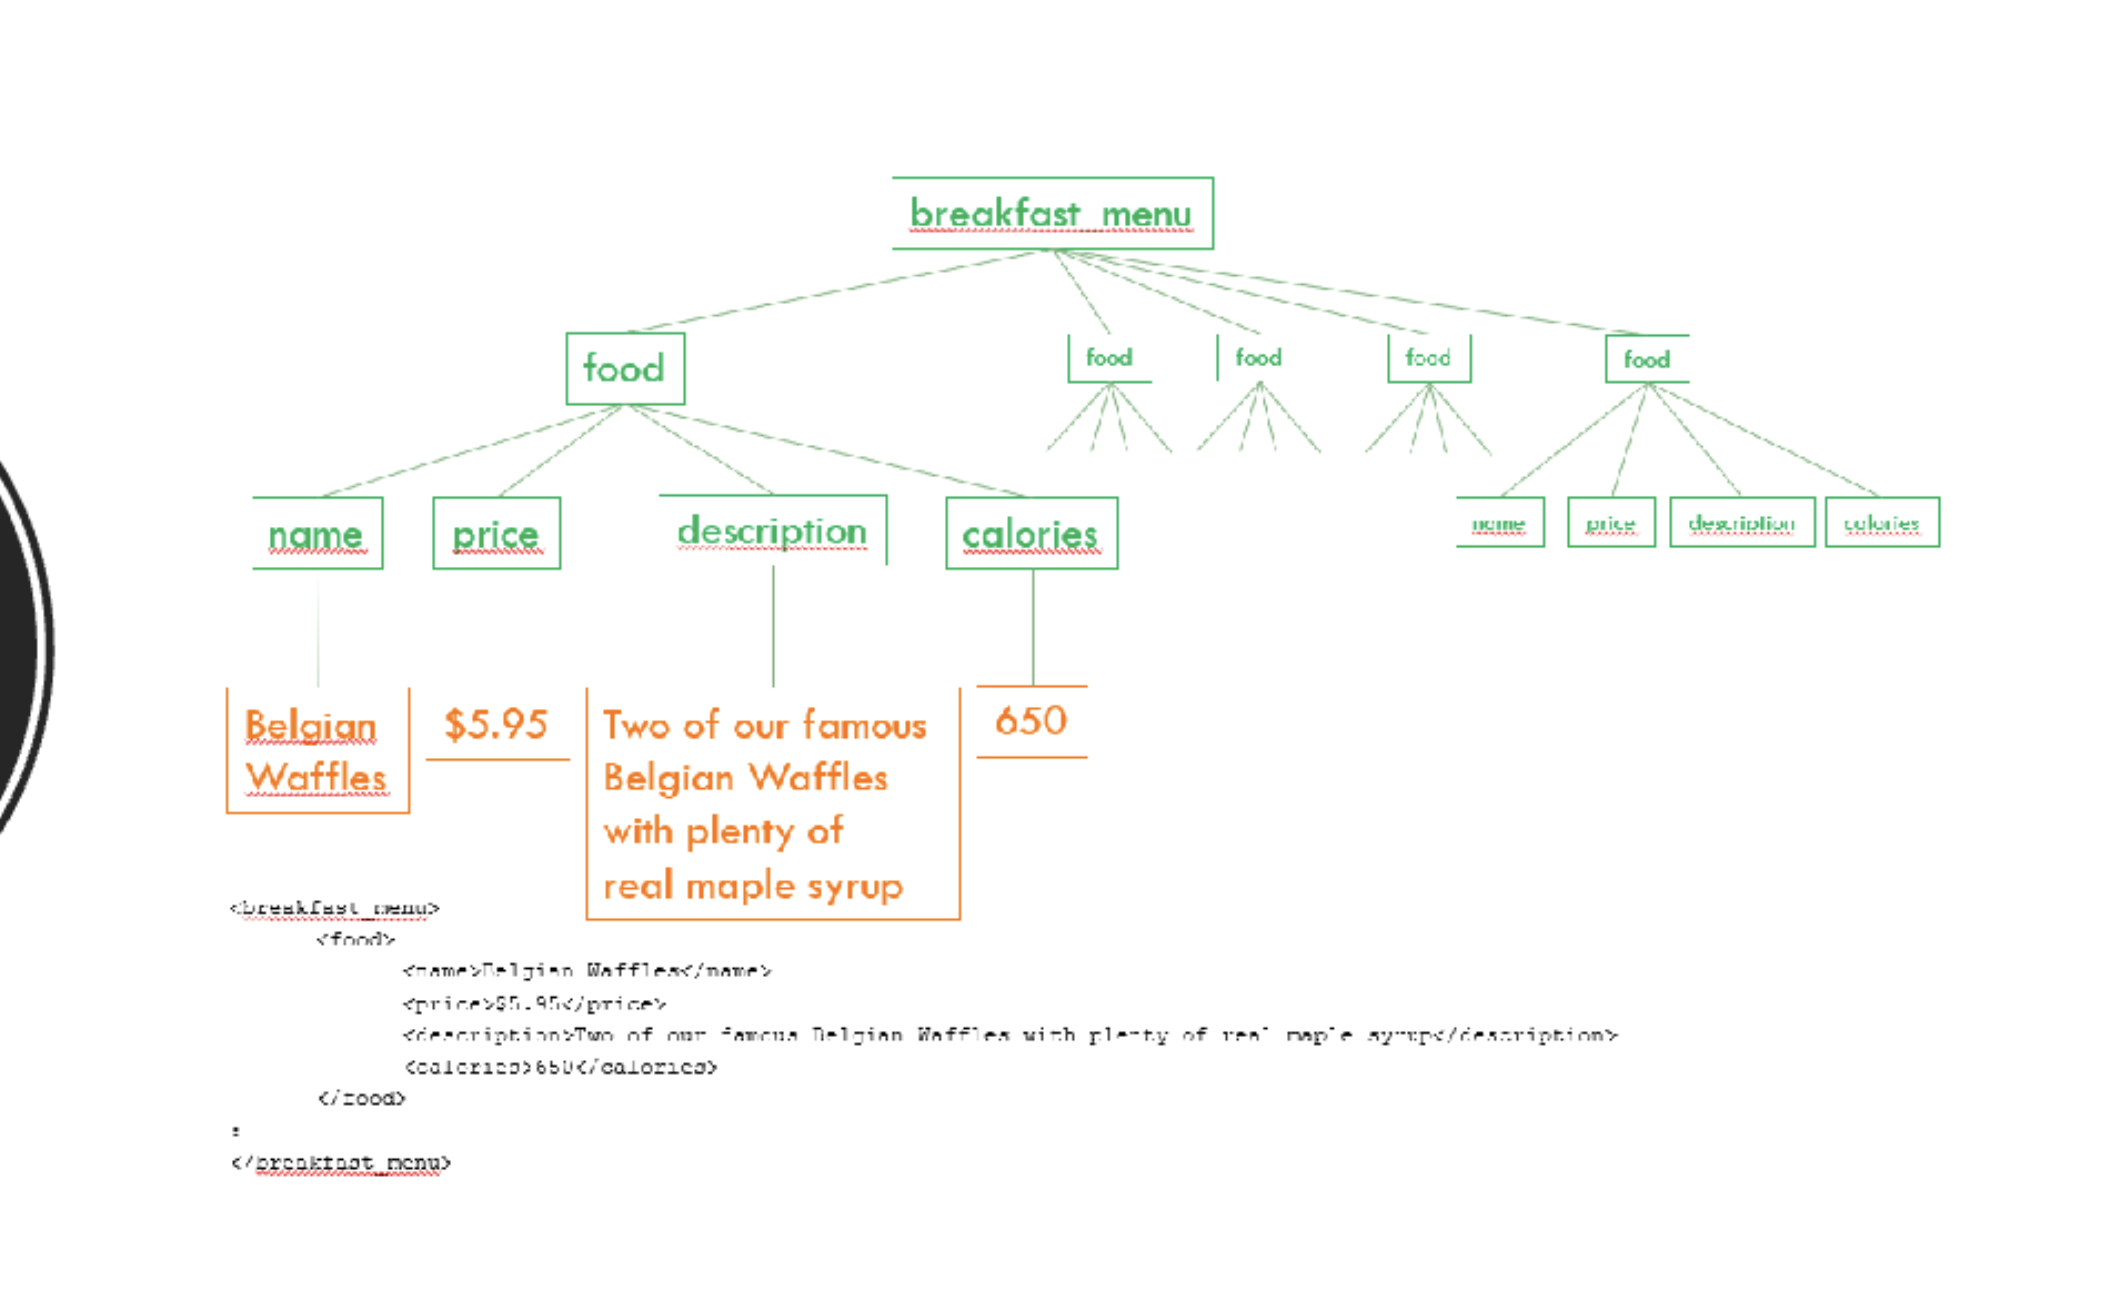 breakfast_menu
food
food
food
food
food
name
price
description
calories
name
price
description
calories
Belgian
Waffles
$5.95
Two of our famous
Belgian Waffles
with plenty of
real maple syrup
650
<breakfast_menu>
<food>
<name>Belgian Waffles</name>
<price>$5.95</price>
<description>Two of our famous Belgian Waffles with plenty of real maple syrup</description>
<calories>650</calories>
</food>
:
</breakfast_menu>